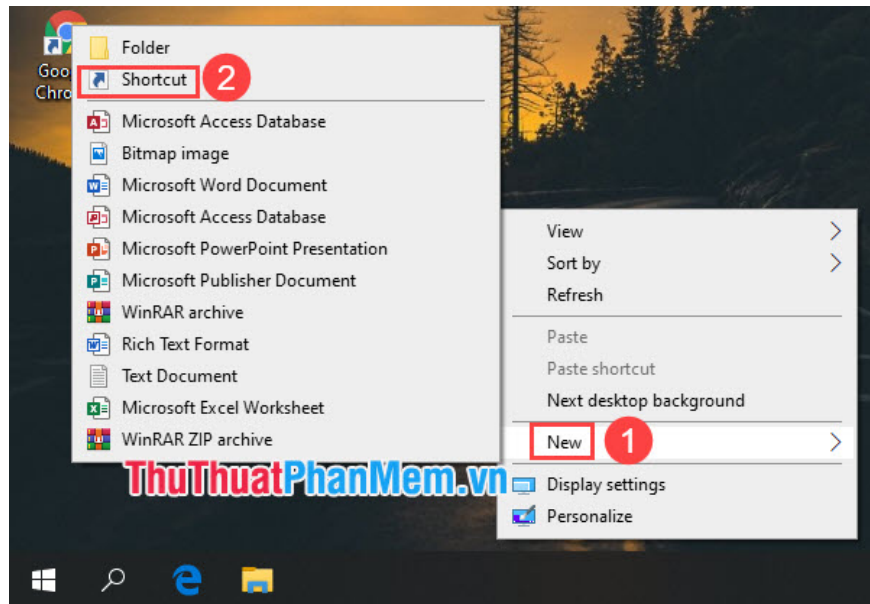 Goo
Chro
Folder
Shortcut
2
Microsoft Access Database
Bitmap image
Microsoft Word Document
Microsoft Access Database
Microsoft PowerPoint Presentation
Microsoft Publisher Document
WinRAR archive
Rich Text Format
Text Document
Microsoft Excel Worksheet
WinRAR ZIP archive
View
Sort by
Refresh
Paste
Paste shortcut
Next desktop background
New
1
Display settings
Personalize
ThuThuatPhanMem.vn